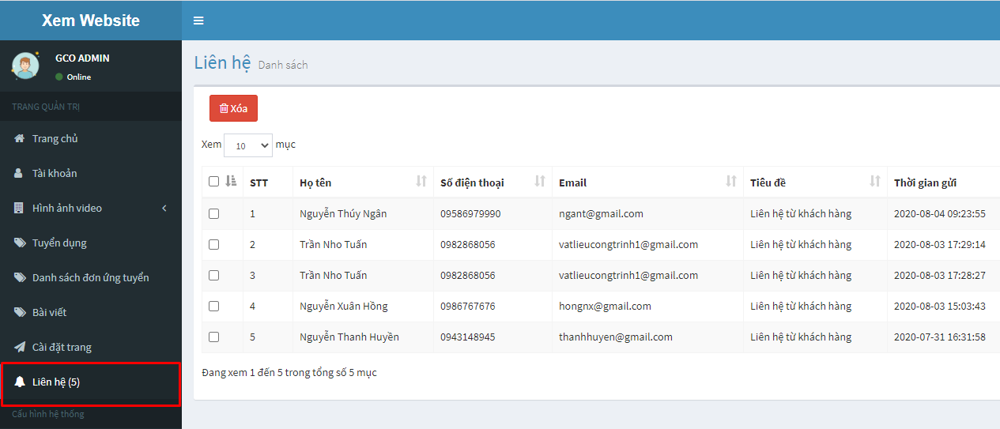 Xem Website
GCO ADMIN
Online
TRANG QUẢN TRỊ
Trang chủ
Tài khoản
Hình ảnh video
Tuyển dụng
Danh sách đơn ứng tuyển
Bài viết
Cài đặt trang
Liên hệ (5)
Cấu hình hệ thống
Liên hệ Danh sách
Xóa
Xem 10 mục
STT Họ tên Số điện thoại Email Tiêu đề Thời gian gửi
1 Nguyễn Thúy Ngân 09586979990 ngant@gmail.com Liên hệ từ khách hàng 2020-08-04 09:23:55
2 Trần Nho Tuấn 0982868056 vatlieucongtrinh1@gmail.com Liên hệ từ khách hàng 2020-08-03 17:29:14
3 Trần Nho Tuấn 0982868056 vatlieucongtrinh1@gmail.com Liên hệ từ khách hàng 2020-08-03 17:28:27
4 Nguyễn Xuân Hồng 0986767676 hongnx@gmail.com Liên hệ từ khách hàng 2020-08-03 15:03:43
5 Nguyễn Thanh Huyền 0943148945 thanhhuyen@gmail.com Liên hệ từ khách hàng 2020-07-31 16:31:58
Đang xem 1 đến 5 trong tổng số 5 mục